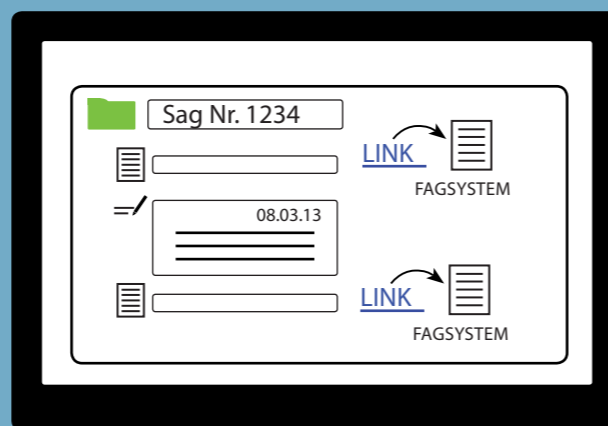 Sag Nr. 1234
LINK
FAGSYSTEM
08.03.13
LINK
FAGSYSTEM